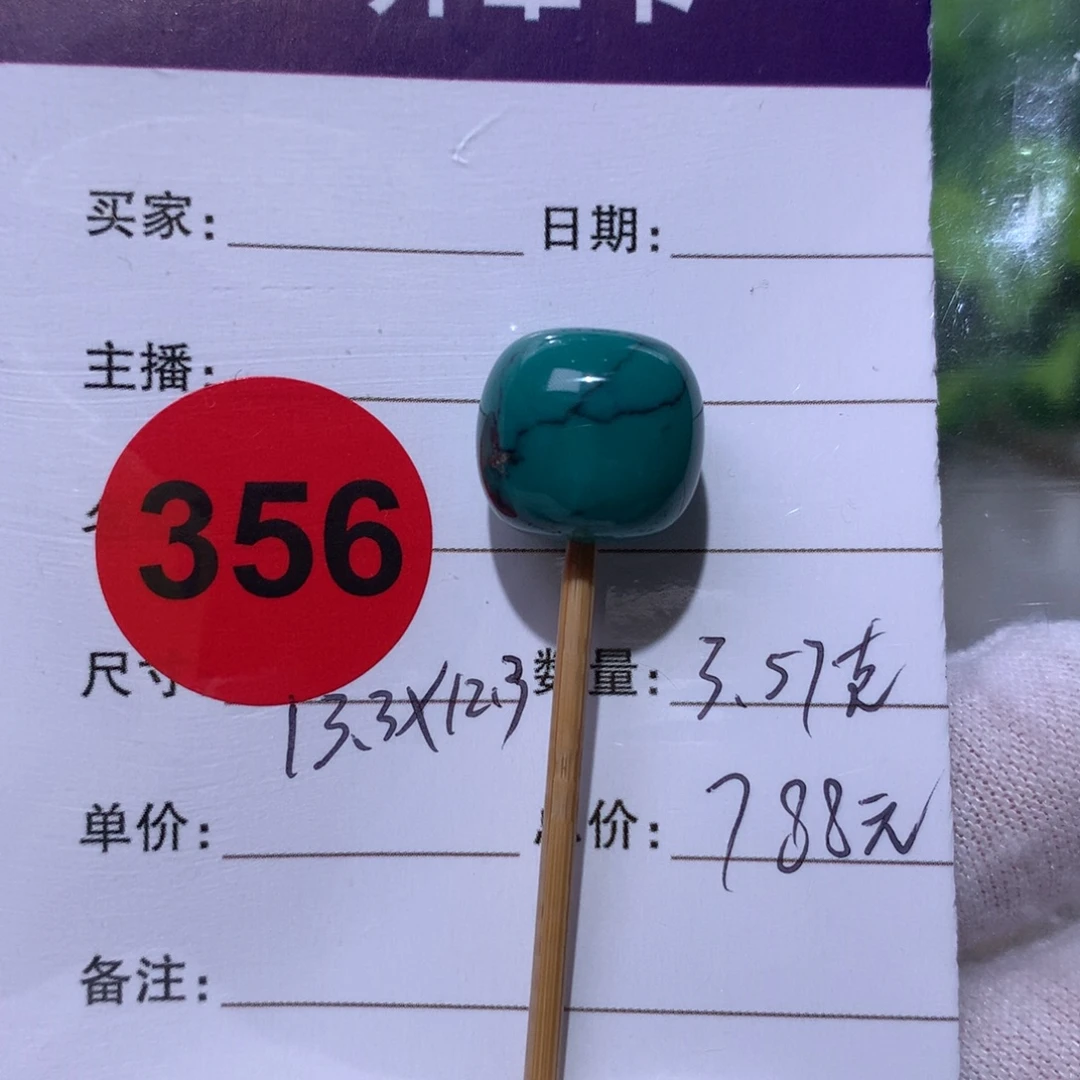 买家： 日期：
主播：
356
尺寸 13.3X12.3 数量： 3.57克
单价： 总价： 788元
备注：